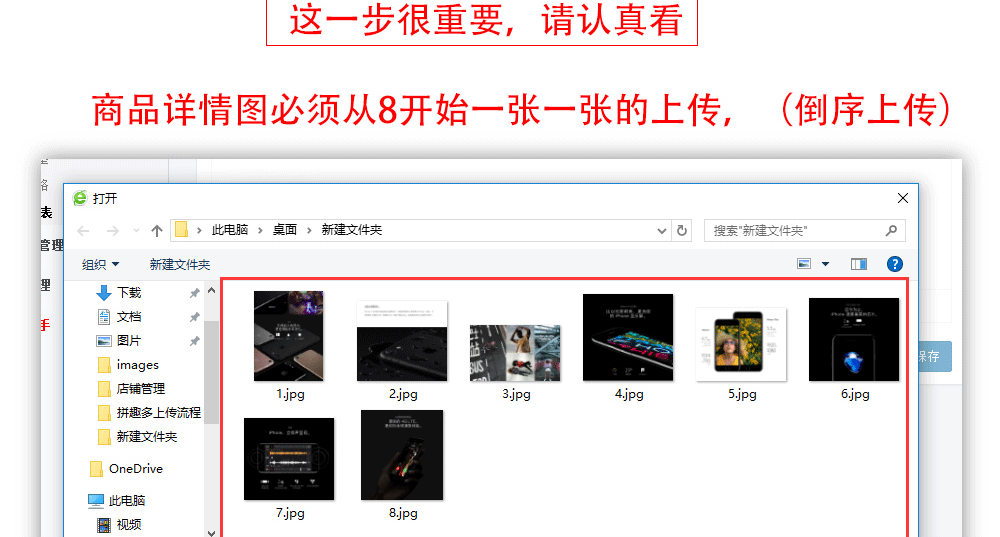 这一步很重要，请认真看
商品详情图必须从8开始一张一张的上传，（倒序上传）
打开
此电脑 › 桌面 › 新建文件夹
搜索"新建文件夹"
组织
新建文件夹
表
管理
理
手
下载
文档
图片
images
店铺管理
拼趣多上传流程
新建文件夹
OneDrive
此电脑
视频
1.jpg
2.jpg
3.jpg
4.jpg
5.jpg
6.jpg
7.jpg
8.jpg
保存